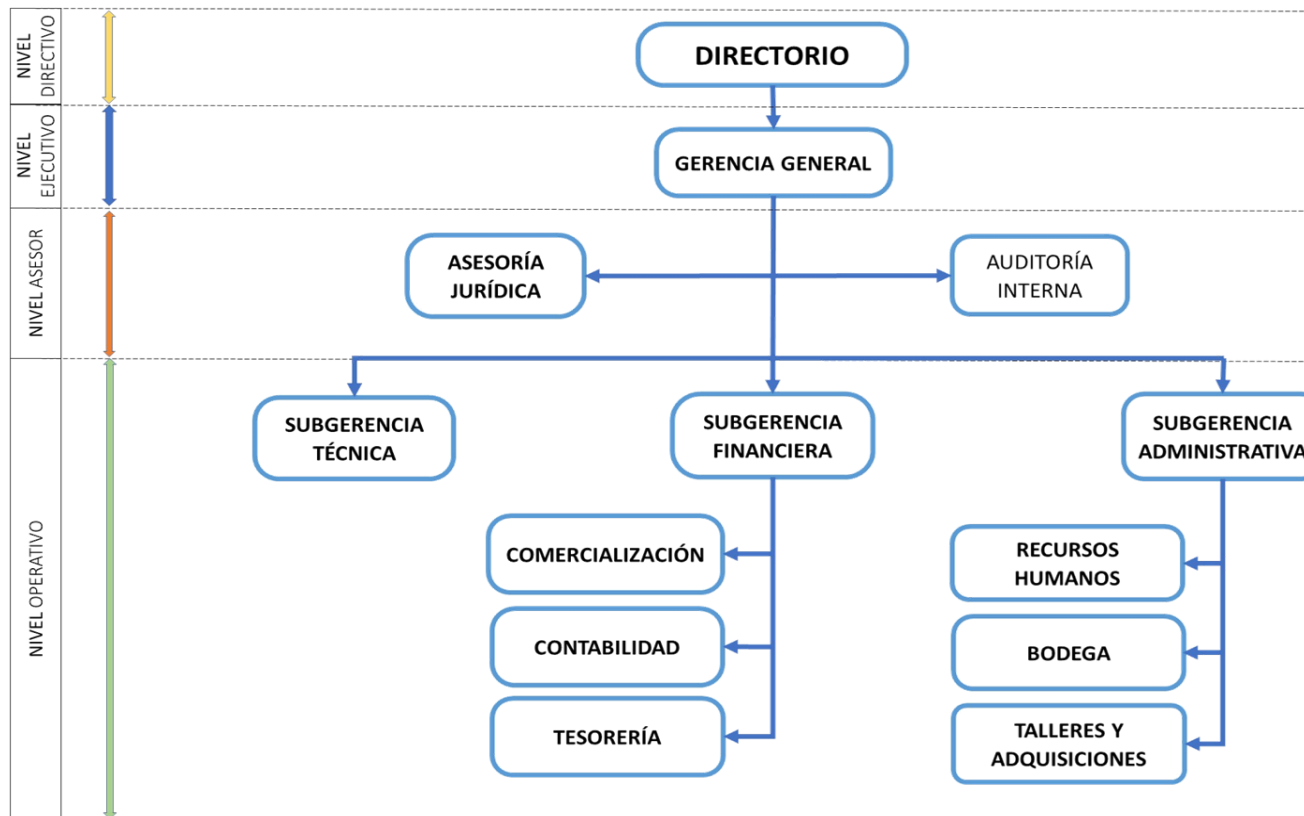 NIVEL
DIRECTIVO
DIRECTORIO
NIVEL
EJECUTIVO
GERENCIA GENERAL
NIVEL ASESOR
ASESORÍA
JURÍDICA
AUDITORÍA
INTERNA
NIVEL OPERATIVO
SUBGERENCIA
TÉCNICA
SUBGERENCIA
FINANCIERA
SUBGERENCIA
ADMINISTRATIVA
COMERCIALIZACIÓN
CONTABILIDAD
TESORERÍA
RECURSOS
HUMANOS
BODEGA
TALLERES Y
ADQUISICIONES